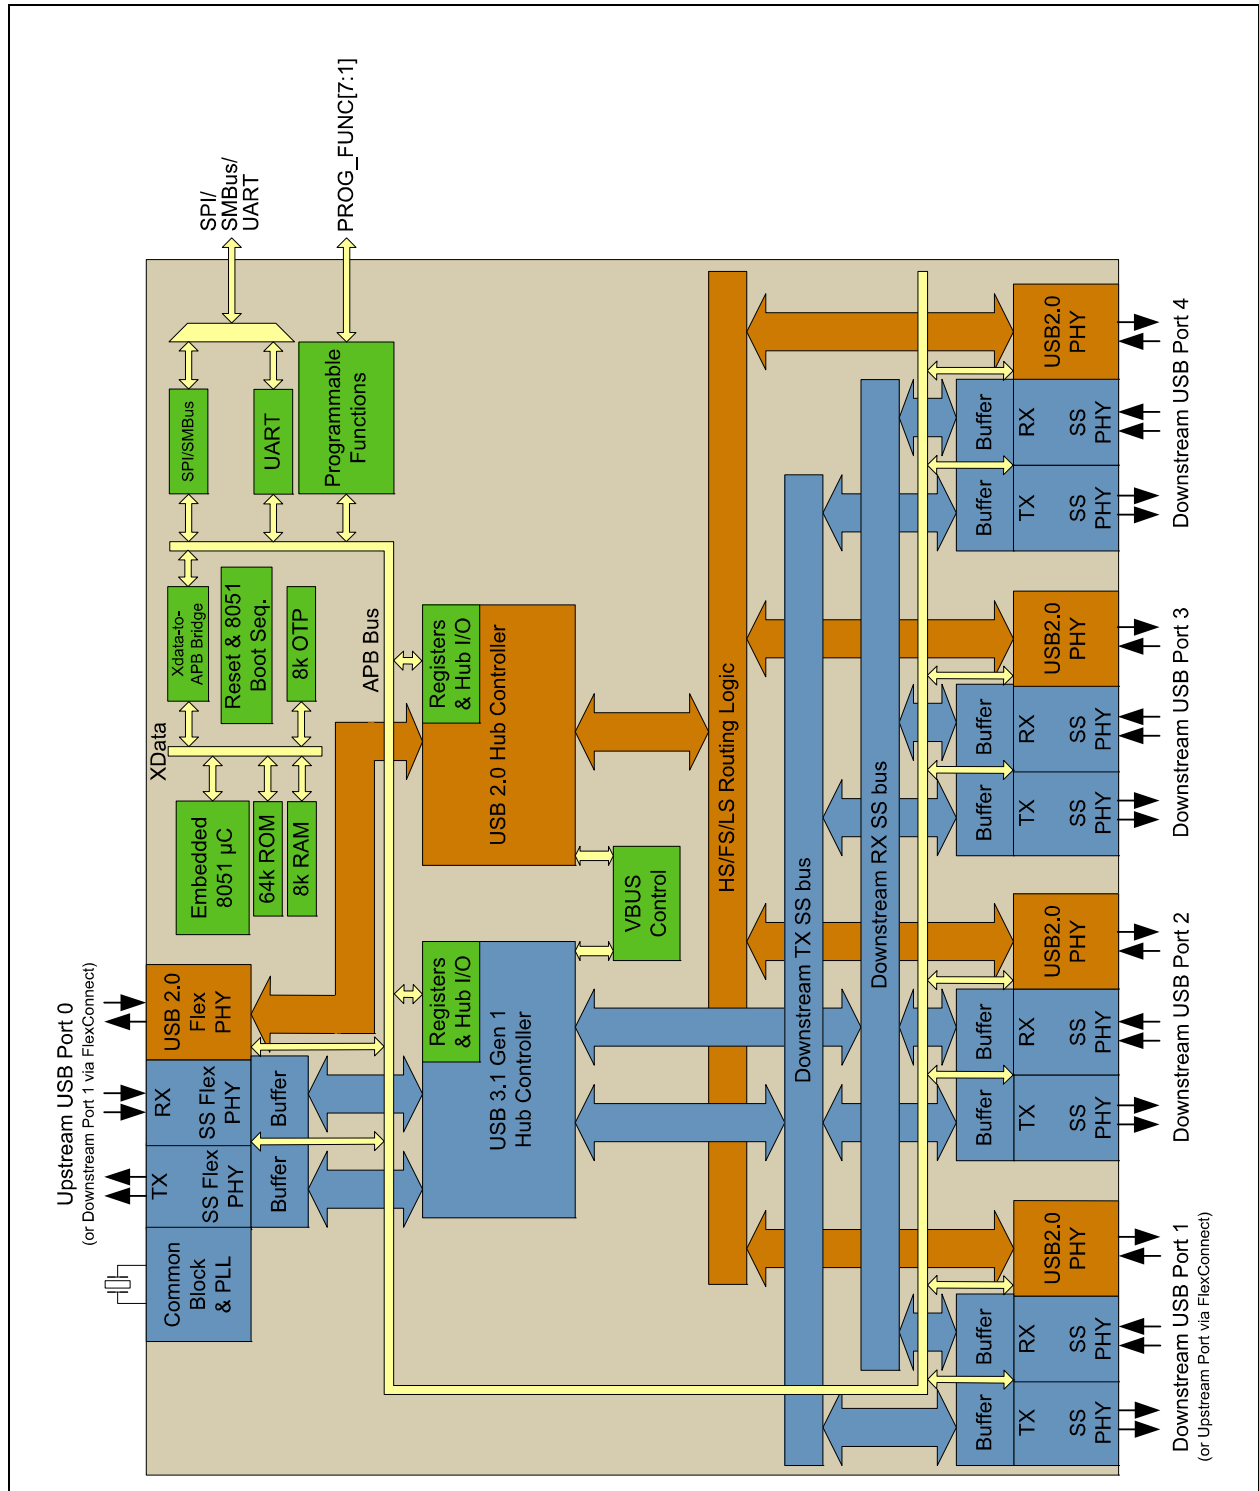 Upstream USB Port 0
(or Downstream Port 1 via FlexConnect)
SPI/
SMBus/
UART
PROG_FUNC[7:1]
Common
Block
& PLL
TX
SS Flex
PHY
Buffer
RX
SS Flex
PHY
Buffer
USB 2.0
Flex
PHY
Embedded
8051 µC
64k ROM
8k RAM
XData
Xdata-to-
APB Bridge
Reset & 8051
Boot Seq.
8k OTP
SPI/SMBus
UART
Programmable
Functions
APB Bus
Registers
& Hub I/O
USB 3.1 Gen 1
Hub Controller
Registers
& Hub I/O
USB 2.0 Hub Controller
VBUS
Control
HS/FS/LS Routing Logic
Downstream TX SS bus
Downstream RX SS bus
Buffer
TX
SS
PHY
Buffer
RX
SS
PHY
USB2.0
PHY
Buffer
TX
SS
PHY
Buffer
RX
SS
PHY
USB2.0
PHY
Buffer
TX
SS
PHY
Buffer
RX
SS
PHY
USB2.0
PHY
Buffer
TX
SS
PHY
Buffer
RX
SS
PHY
USB2.0
PHY
Downstream USB Port 1
(or Upstream Port via FlexConnect)
Downstream USB Port 2
Downstream USB Port 3
Downstream USB Port 4